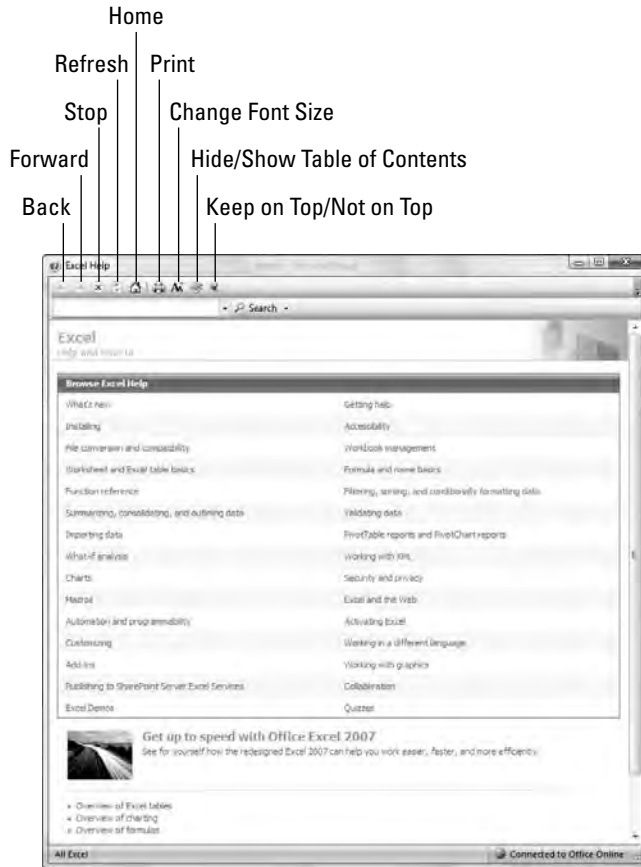 Home
Refresh Print
Stop Change Font Size
Forward Hide/Show Table of Contents
Back Keep on Top/Not on Top
Excel Help
Search
Excel
Help and How-to
Browse Excel Help
What's new Getting help
Installing Accessibility
File conversion and compatibility Workbook management
Worksheet and Excel table basics Formula and name basics
Function reference Filtering, sorting, and conditionally formatting data
Summarizing, consolidating, and outlining data Validating data
Importing data PivotTable reports and PivotChart reports
What-if analysis Working with XML
Charts Security and privacy
Macros Excel and the Web
Automation and programmability Activating Excel
Customizing Working in a different language
Add-ins Working with graphics
Publishing to SharePoint Server Excel Services Collaboration
Excel Demos Quizzes
Get up to speed with Office Excel 2007
See for yourself how the redesigned Excel 2007 can help you work easier, faster, and more efficiently.
Overview of Excel tables
Overview of charting
Overview of formulas
All Excel Connected to Office Online